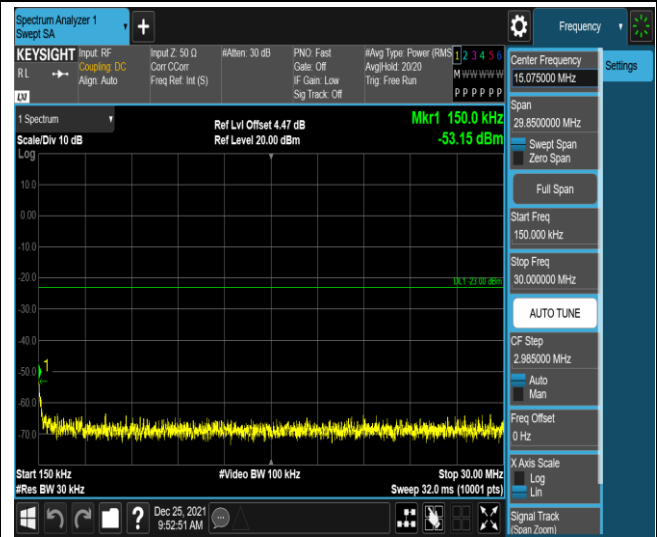 Spectrum Analyzer 1
Swept SA
Frequency
KEYSIGHT
RL
LXI
Input: RF
Coupling: DC
Align: Auto
Input Z: 50 Ω
Corr CCorr
Freq Ref: Int (S)
#Atten: 30 dB
PNO: Fast
Gate: Off
IF Gain: Low
Sig Track: Off
#Avg Type: Power (RMS
Avg|Hold: 20/20
Trig: Free Run
1 2 3 4 5 6
M W W W W W
P P P P P P
Center Frequency
15.075000 MHz
Settings
Span
29.8500000 MHz
Swept Span
Zero Span
Full Span
Start Freq
150.000 kHz
Stop Freq
30.000000 MHz
AUTO TUNE
CF Step
2.985000 MHz
Auto
Man
Freq Offset
0 Hz
X Axis Scale
Log
Lin
Signal Track
(Span Zoom)
1 Spectrum
Scale/Div 10 dB
Ref Lvl Offset 4.47 dB
Ref Level 20.00 dBm
Mkr1 150.0 kHz
-53.15 dBm
Log
10.0
0.00
-10.0
-20.0
DL1 -23.00 dBm
-30.0
-40.0
-50.0
1
-60.0
-70.0
Start 150 kHz
#Video BW 100 kHz
Stop 30.00 MHz
#Res BW 30 kHz
Sweep 32.0 ms (10001 pts)
?
Dec 25, 2021
9:52:51 AM